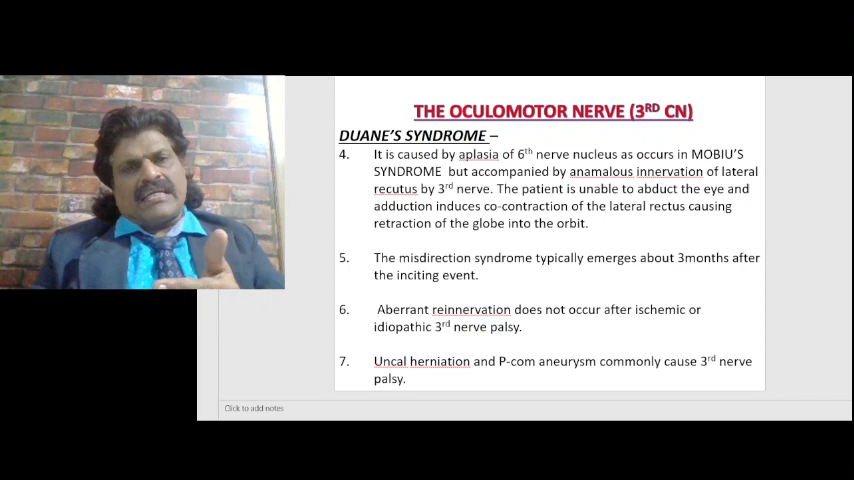 THE OCULOMOTOR NERVE (3RD CN)
DUANE'S SYNDROME –
4. It is caused by aplasia of 6th nerve nucleus as occurs in MOBIU'S
SYNDROME but accompanied by anamalous innervation of lateral
recutus by 3rd nerve. The patient is unable to abduct the eye and
adduction induces co-contraction of the lateral rectus causing
retraction of the globe into the orbit.
5. The misdirection syndrome typically emerges about 3months after
the inciting event.
6. Aberrant reinnervation does not occur after ischemic or
idiopathic 3rd nerve palsy.
7. Uncal herniation and P-com aneurysm commonly cause 3rd nerve
palsy.
Click to add notes